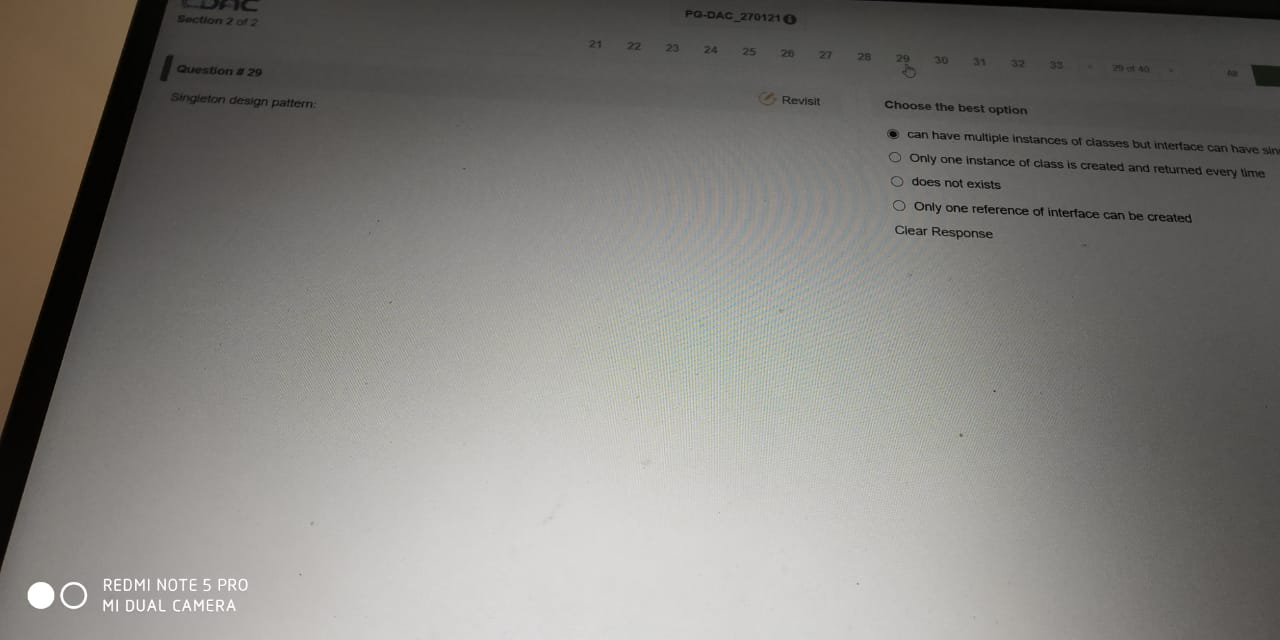 CDAC
Section 2 of 2
PG-DAC_270121
21 22 23 24 25 26 27 28 29 30 31 32 33 29 of 40 All
Question # 29
Singleton design pattern:
Revisit
Choose the best option
can have multiple instances of classes but interface can have
Only one instance of class is created and returned every time
does not exists
Only one reference of interface can be created
Clear Response
REDMI NOTE 5 PRO
MI DUAL CAMERA